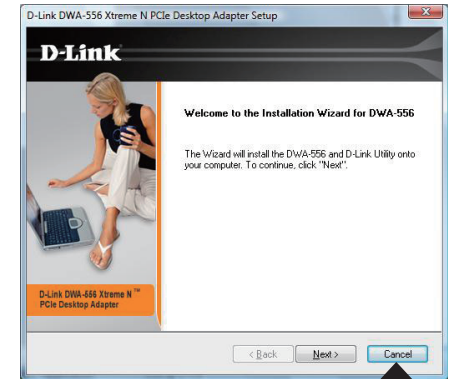 D-Link DWA-556 Xtreme N PCIe Desktop Adapter Setup
D-Link
Welcome to the Installation Wizard for DWA-556
The Wizard will install the DWA-556 and D-Link Utility onto
your computer. To continue, click "Next".
D-Link DWA-556 Xtreme N ™
PCIe Desktop Adapter
< Back
Next >
Cancel